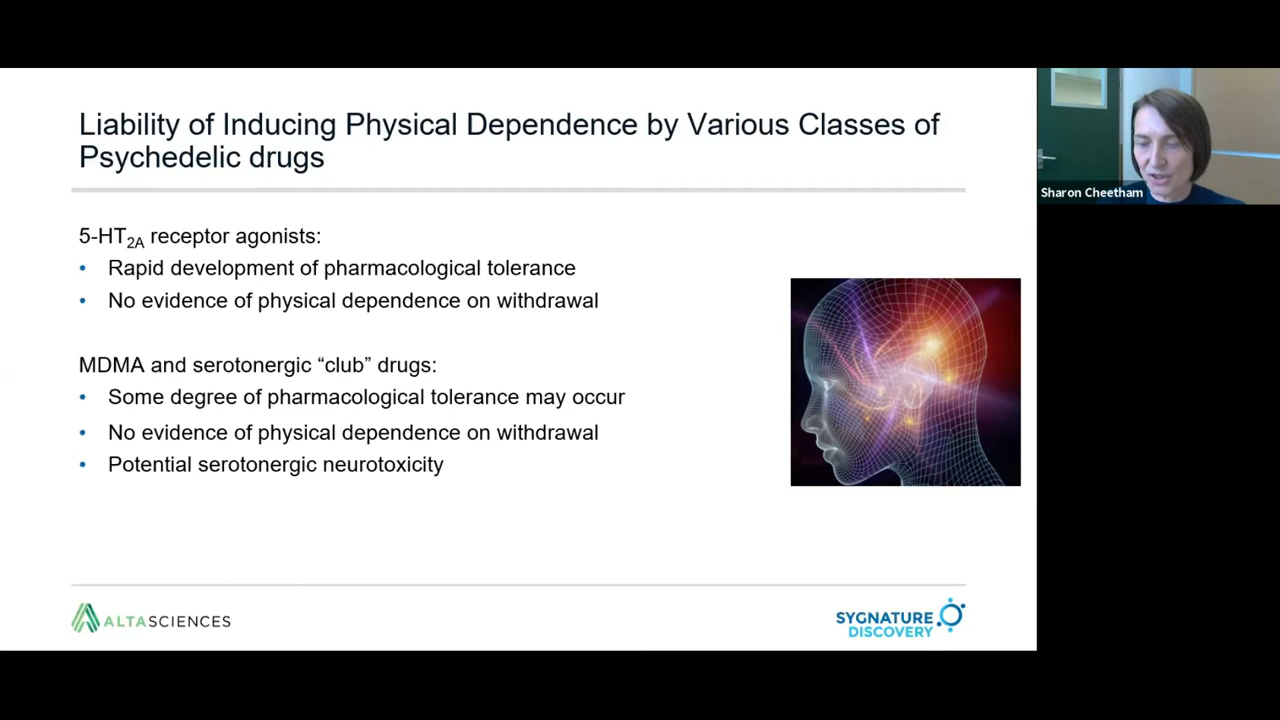 Liability of Inducing Physical Dependence by Various Classes of
Psychedelic drugs
Sharon Cheetham
5-HT2A receptor agonists:
• Rapid development of pharmacological tolerance
• No evidence of physical dependence on withdrawal
MDMA and serotonergic “club” drugs:
• Some degree of pharmacological tolerance may occur
• No evidence of physical dependence on withdrawal
• Potential serotonergic neurotoxicity
ALTASCIENCES
SYGNATURE
DISCOVERY